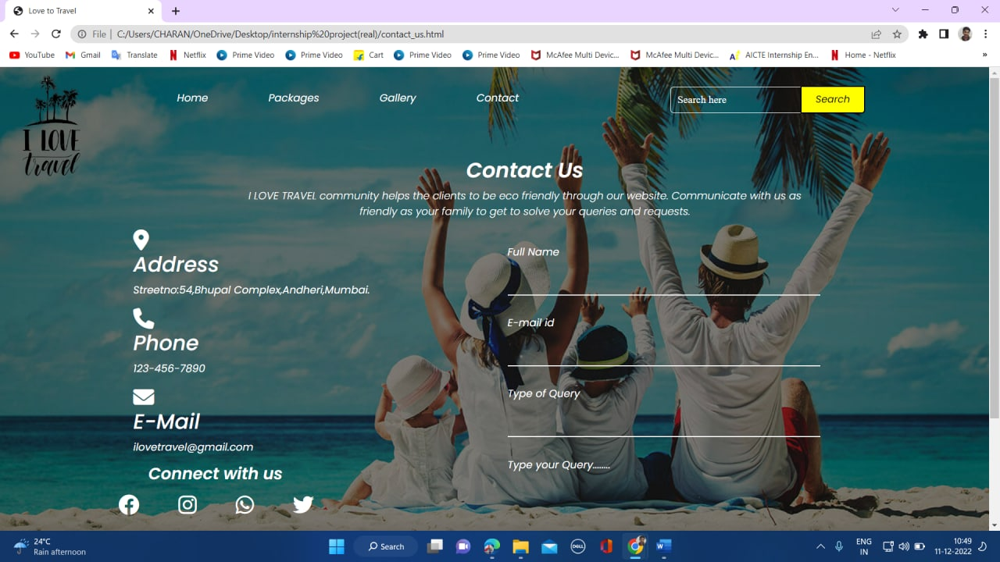 Love to Travel
File | C:/Users/CHARAN/OneDrive/Desktop/internship%20project(real)/contact_us.html
YouTube Gmail Translate Netflix Prime Video Prime Video Cart Prime Video Prime Video McAfee Multi Devic... McAfee Multi Devic... AICTE Internship En... Home - Netflix »
I LOVE
travel
Home Packages Gallery Contact Search here Search
Contact Us
I LOVE TRAVEL community helps the clients to be eco friendly through our website. Communicate with us as
friendly as your family to get to solve your queries and requests.
Address
Streetno:54,Bhupal Complex,Andheri,Mumbai.
Phone
123-456-7890
E-Mail
ilovetravel@gmail.com
Connect with us
Full Name
E-mail id
Type of Query
Type your Query........
24°C
Rain afternoon
Search
DELL
ENG
IN
10:49
11-12-2022